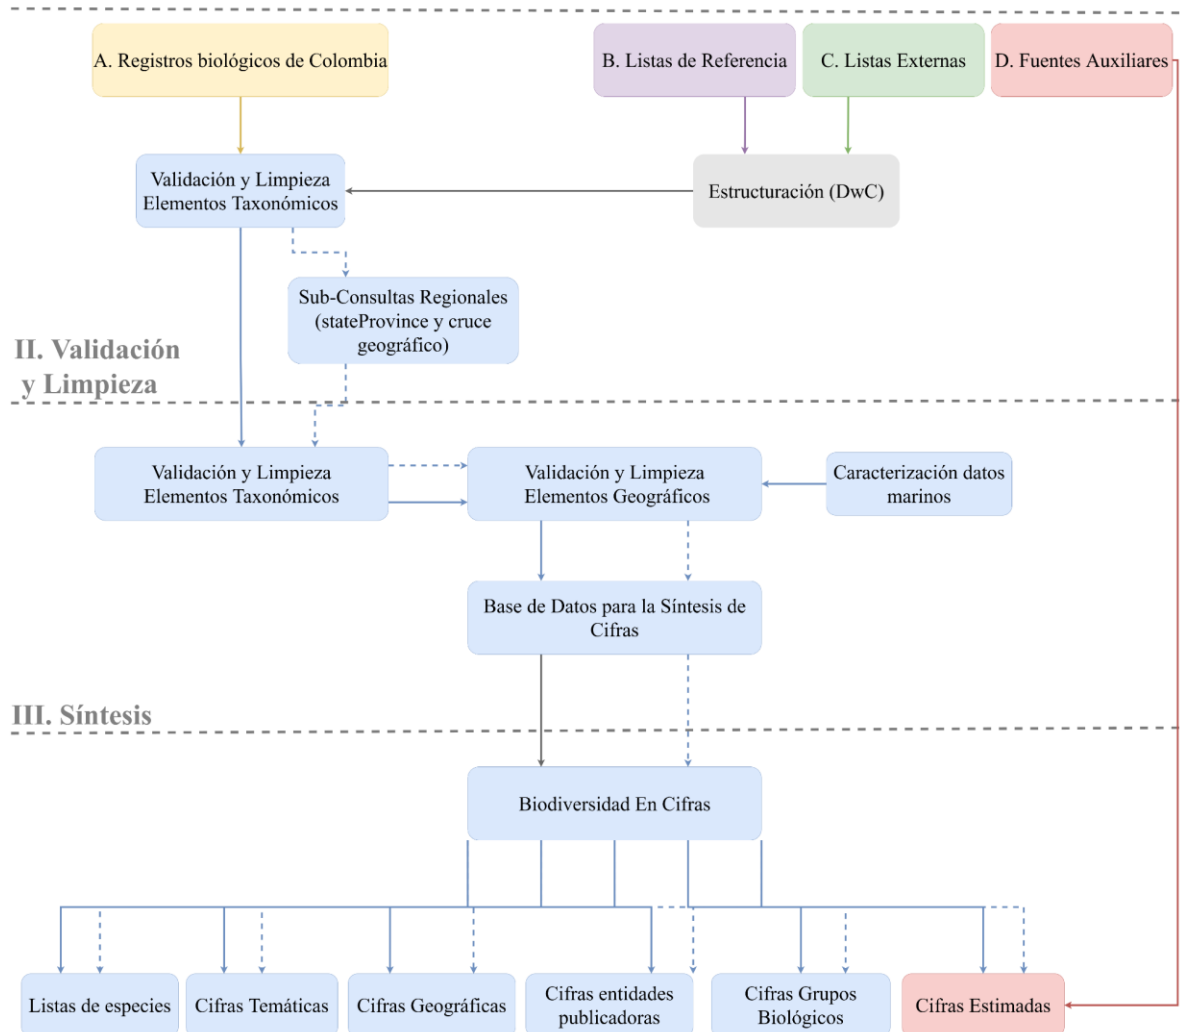 A. Registros biológicos de Colombia
B. Listas de Referencia
C. Listas Externas
D. Fuentes Auxiliares
Validación y Limpieza
Elementos Taxonómicos
Estructuración (DwC)
Sub-Consultas Regionales
(stateProvince y cruce
geográfico)
II. Validación
y Limpieza
Validación y Limpieza
Elementos Taxonómicos
Validación y Limpieza
Elementos Geográficos
Caracterización datos
marinos
Base de Datos para la Síntesis de
Cifras
III. Síntesis
Biodiversidad En Cifras
Listas de especies
Cifras Temáticas
Cifras Geográficas
Cifras entidades
publicadoras
Cifras Grupos
Biológicos
Cifras Estimadas